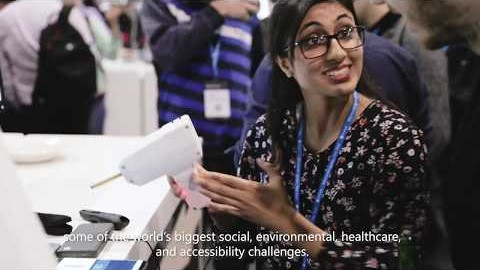 some of the world's biggest social, environmental, healthcare,
and accessibility challenges.